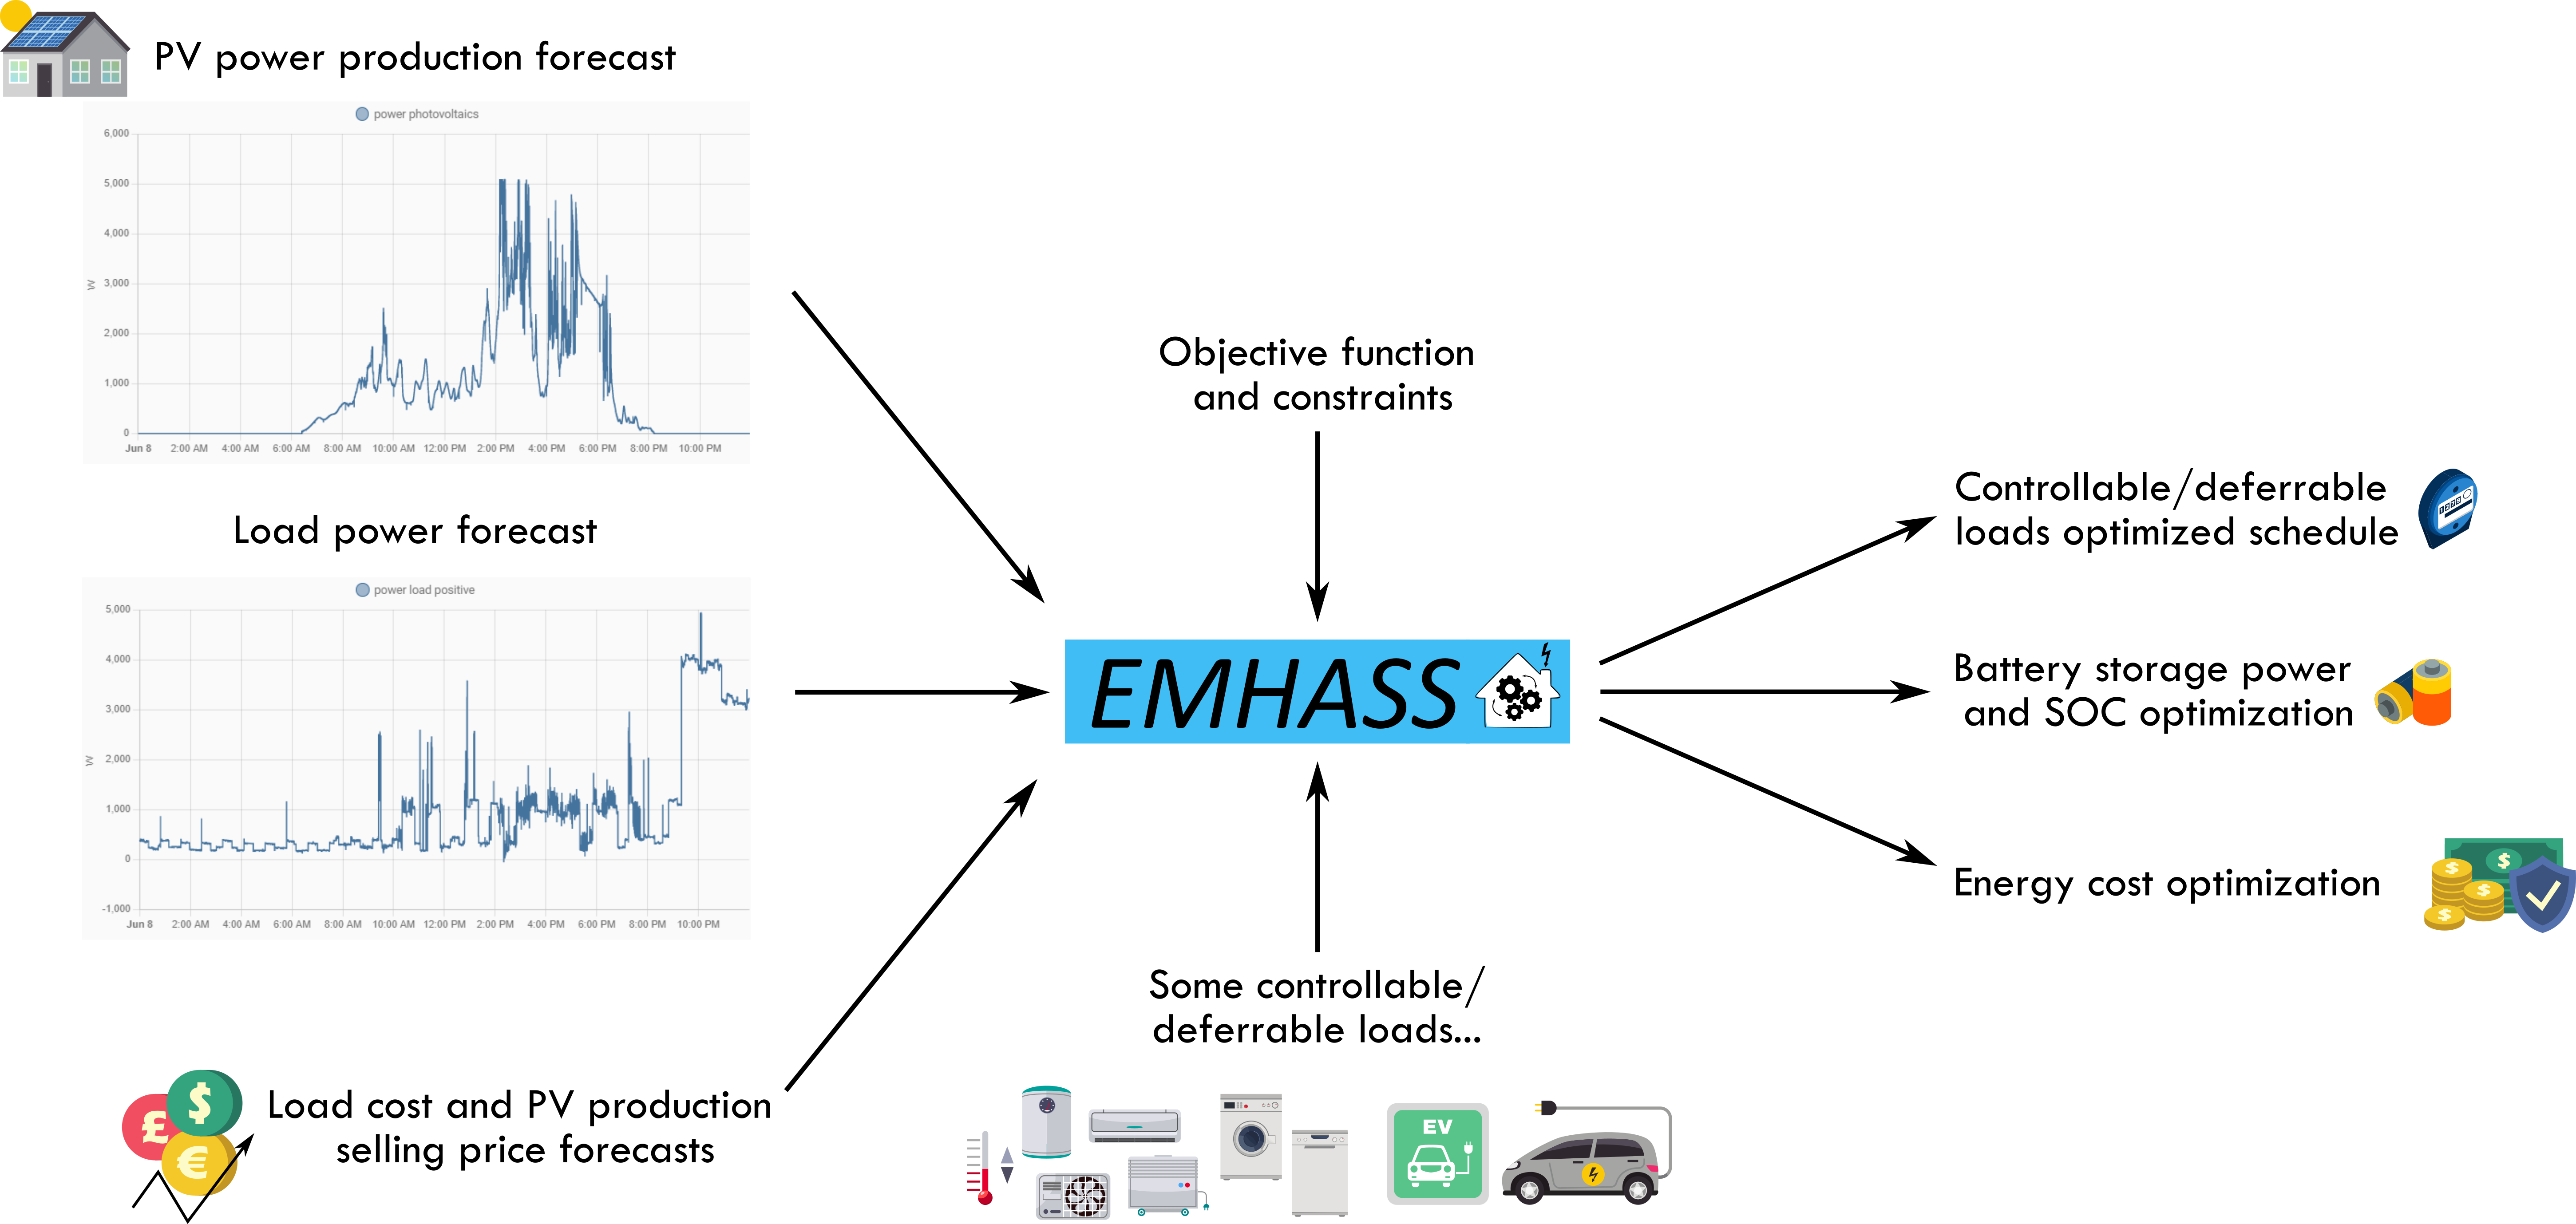 PV power production forecast
power photovoltaics
6,000
5,000
4,000
3,000
2,000
1,000
0
W
Jun 8 2:00 AM 4:00 AM 6:00 AM 8:00 AM 10:00 AM 12:00 PM 2:00 PM 4:00 PM 6:00 PM 8:00 PM 10:00 PM
Load power forecast
power load positive
5,000
4,000
3,000
2,000
1,000
0
-1,000
W
Jun 8 2:00 AM 4:00 AM 6:00 AM 8:00 AM 10:00 AM 12:00 PM 2:00 PM 4:00 PM 6:00 PM 8:00 PM 10:00 PM
£ $ €
Load cost and PV production
selling price forecasts
Objective function
and constraints
EMHASS
Some controllable/
deferrable loads...
EV
Controllable/deferrable
loads optimized schedule
Battery storage power
and SOC optimization
Energy cost optimization
$
$
$
$